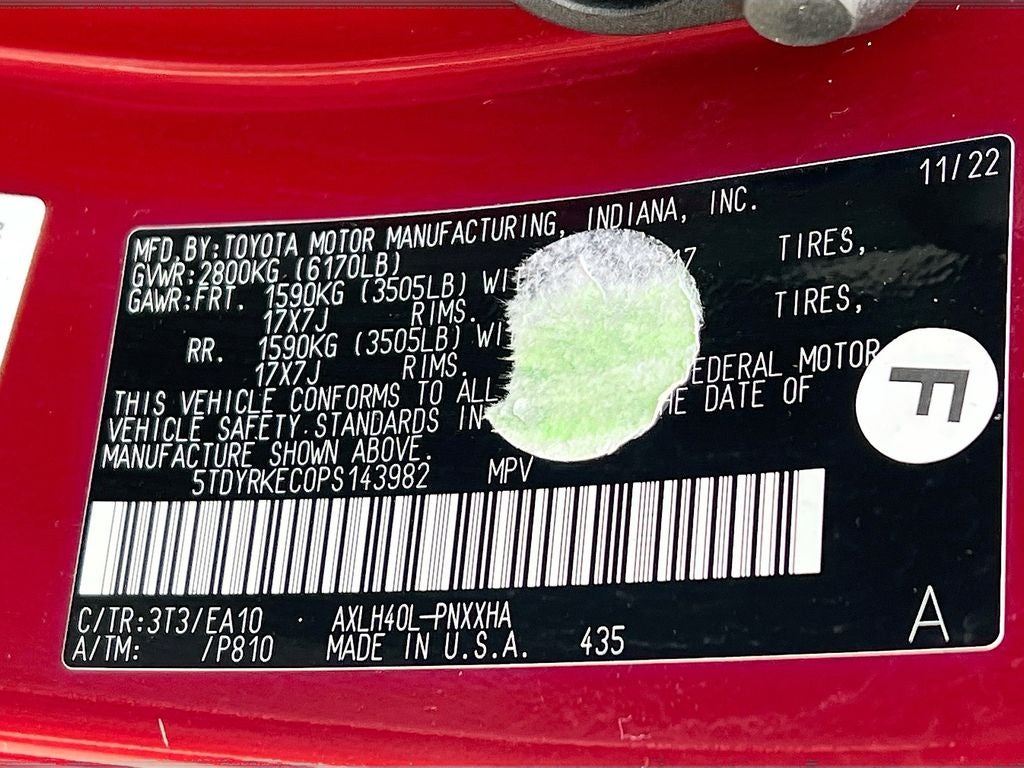 11/22
MFD.BY:TOYOTA MOTOR MANUFACTURING, INDIANA, INC.
GVWR:2800KG (6170LB)
GAWR:FRT. 1590KG (3505LB) TIRES,
17X7J RIMS.
RR. 1590KG (3505LB) TIRES,
17X7J RIMS.
THIS VEHICLE CONFORMS TO ALL MOTOR
VEHICLE SAFETY STANDARDS IN DATE OF
MANUFACTURE SHOWN ABOVE.
5TDYRKEC0PS143982 MPV
F
C/TR:3T3/EA10 AXLH40L-PNXXHA
A/TM: /P810 MADE IN U.S.A. 435
A